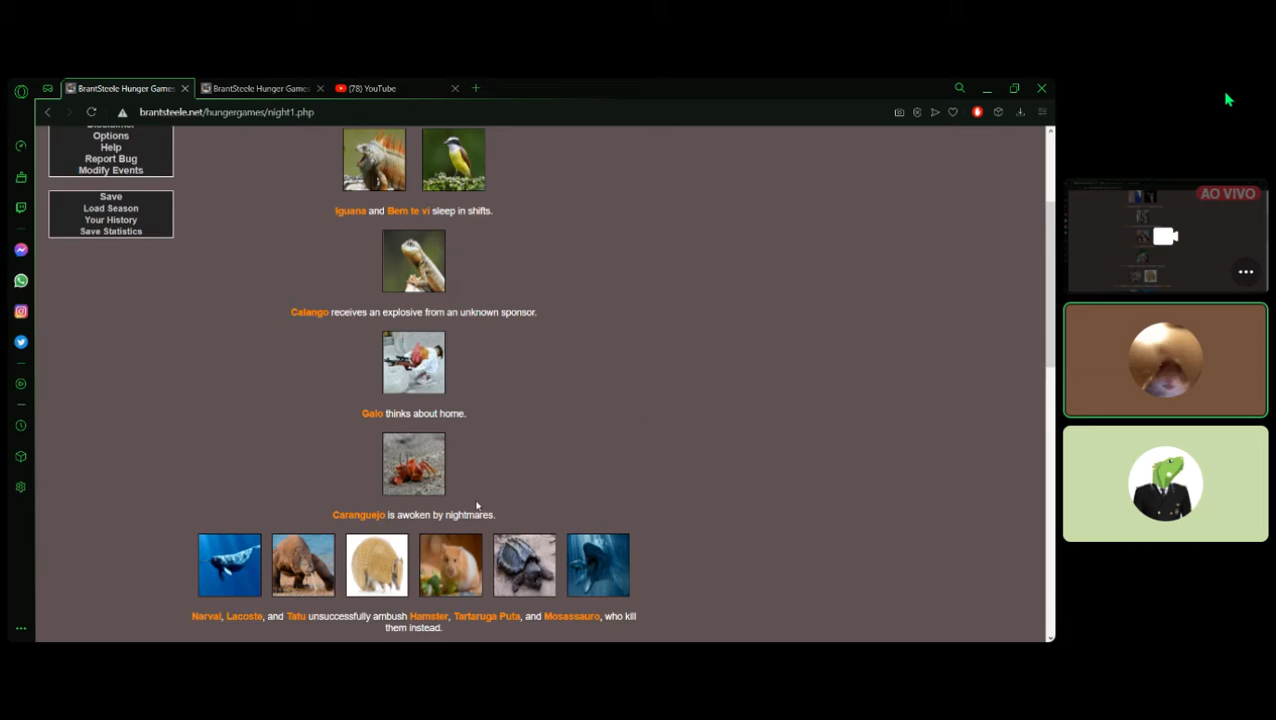 BrantSteele Hunger Games
BrantSteele Hunger Games
(78) YouTube
brantsteele.net/hungergames/night1.php
Disclaimer
Options
Help
Report Bug
Modify Events
Save
Load Season
Your History
Save Statistics
Iguana and Bem te vi sleep in shifts.
Calango receives an explosive from an unknown sponsor.
Galo thinks about home.
Caranguejo is awoken by nightmares.
Narval, Lacoste, and Tatu unsuccessfully ambush Hamster, Tartaruga Puta, and Mosassauro, who kill
them instead.
AO VIVO